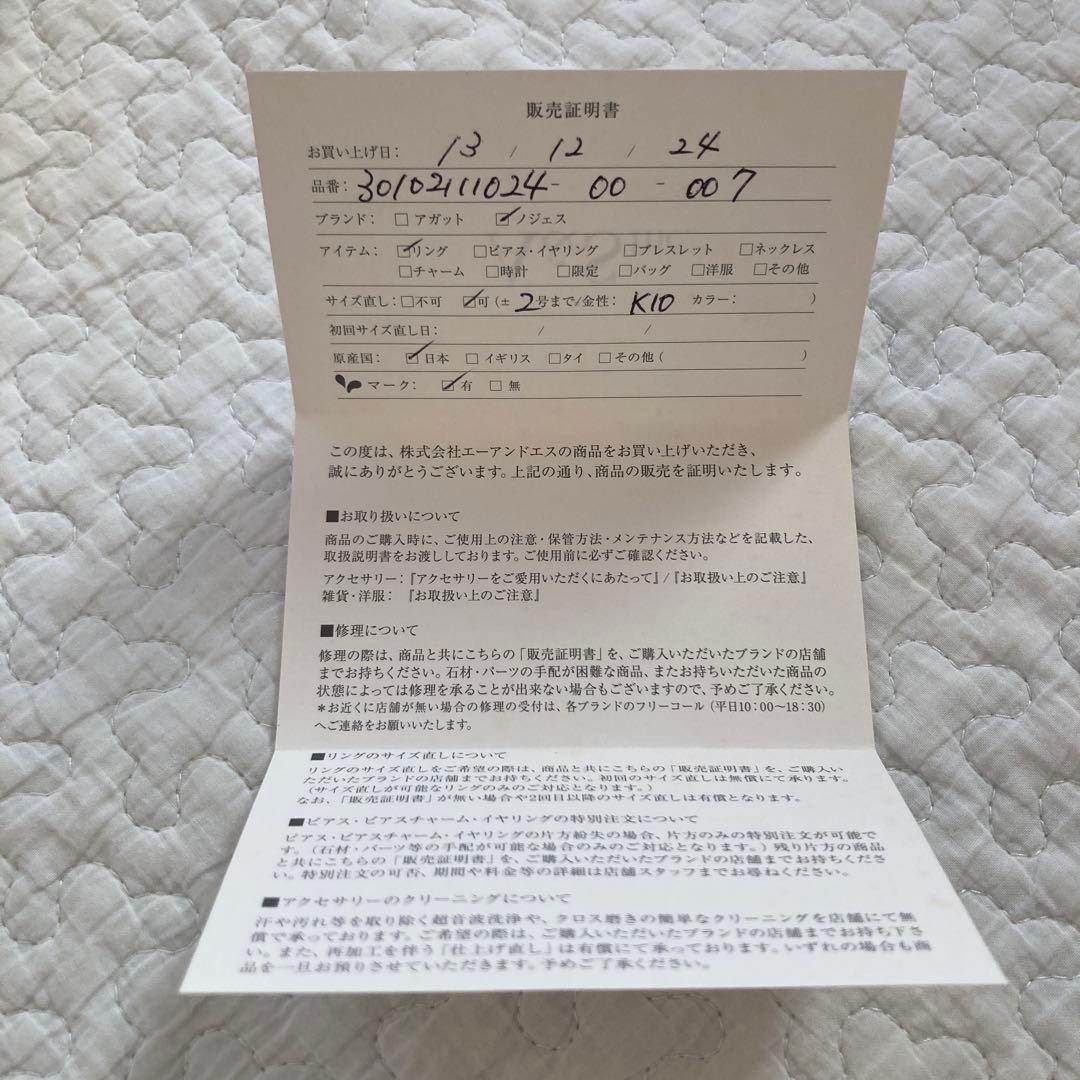 販売証明書
お買い上げ日： 13 / 12 / 24
品番：30102111024- 00 - 007
ブランド： □ アガット ☑ノジェス
アイテム： ☑リング □ピアス・イヤリング □ブレスレット □ネックレス
□チャーム □時計 □限定 □バッグ □洋服 □その他
サイズ直し：□不可 ☑可（± 2号まで/金性： K10 カラー： ）
初回サイズ直し日： / /
原産国： ☑日本 □イギリス □タイ □その他（ ）
マーク： ☑有 □無
この度は、株式会社エーアンドエスの商品をお買い上げいただき、
誠にありがとうございます。上記の通り、商品の販売を証明いたします。
■お取り扱いについて
商品のご購入時に、ご使用上の注意・保管方法・メンテナンス方法などを記載した、
取扱説明書をお渡ししております。ご使用前に必ずご確認ください。
アクセサリー：『アクセサリーをご愛用いただくにあたって』/『お取扱い上のご注意』
雑貨・洋服： 『お取扱い上のご注意』
■修理について
修理の際は、商品と共にこちらの「販売証明書」を、ご購入いただいたブランドの店舗
までお持ちください。石材・パーツの手配が困難な商品、またお持ちいただいた商品の
状態によっては修理を承ることが出来ない場合もございますので、予めご了承ください。
＊お近くに店舗が無い場合の修理の受付は、各ブランドのフリーコール（平日10：00〜18：30）
へご連絡をお願いいたします。
■リングのサイズ直しについて
リングのサイズ直しをご希望の際は、商品と共にこちらの「販売証明書」を、ご購入い
ただいたブランドの店舗までお持ちください。初回のサイズ直しは無償にて承ります。
（サイズ直しが可能なリングのみのご対応となります。）
なお、「販売証明書」が無い場合や2回目以降のサイズ直しは有償となります。
■ピアス・ピアスチャーム・イヤリングの特別注文について
ピアス・ピアスチャーム・イヤリングの片方紛失の場合、片方のみの特別注文が可能で
す。（石材・パーツ等の手配が可能な場合のみのご対応となります。）残り片方の商品
と共にこちらの「販売証明書」を、ご購入いただいたブランドの店舗までお持ちくださ
い。特別注文の可否、期間や料金等の詳細は店舗スタッフまでお尋ねください。
■アクセサリーのクリーニングについて
汗や汚れ等を取り除く超音波洗浄や、クロス磨きの簡単なクリーニングを店舗にて無
償で承っております。ご希望の際は、ご購入いただいたブランドの店舗までお持ち下さ
い。また、再加工を伴う「仕上げ直し」は有償にて承っております。いずれの場合も商
品を一旦お預りさせていただきます。予めご了承ください。